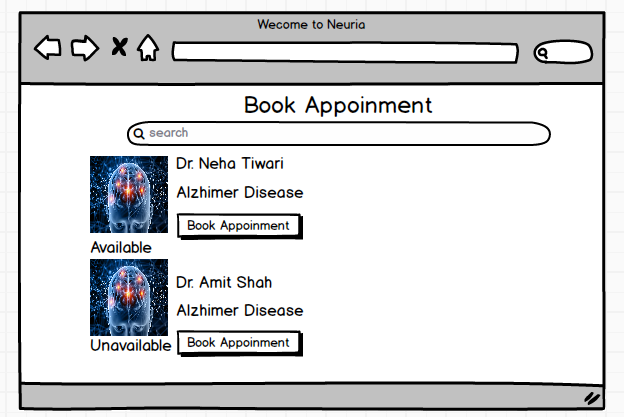 Wecome to Neuria
Book Appoinment
search
Dr. Neha Tiwari
Alzhimer Disease
Book Appoinment
Available
Dr. Amit Shah
Alzhimer Disease
Book Appoinment
Unavailable